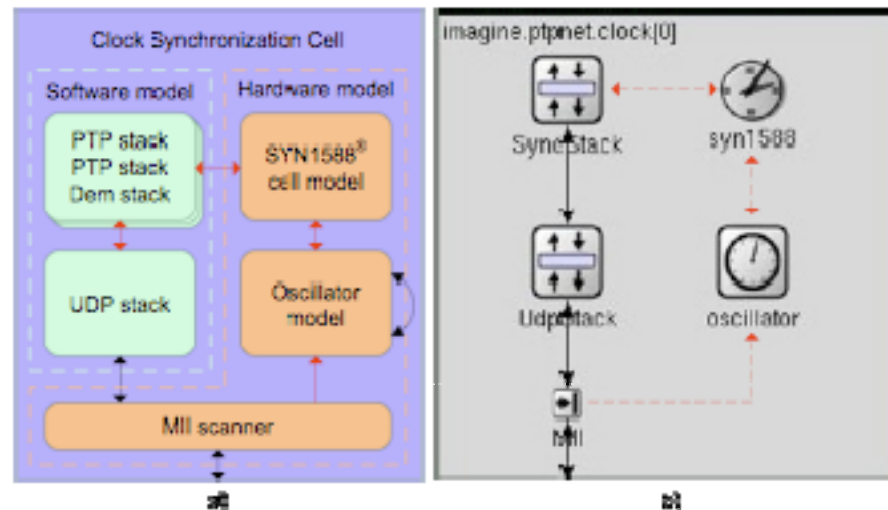 Clock Synchronization Cell
Software model
Hardware model
PTP stack
PTP stack
Dem stack
SYN1588®
cell model
UDP stack
Oscillator
model
MII scanner
imagine.ptpnet.clock[0]
SyncStack
syn1588
UdpStack
oscillator
MII